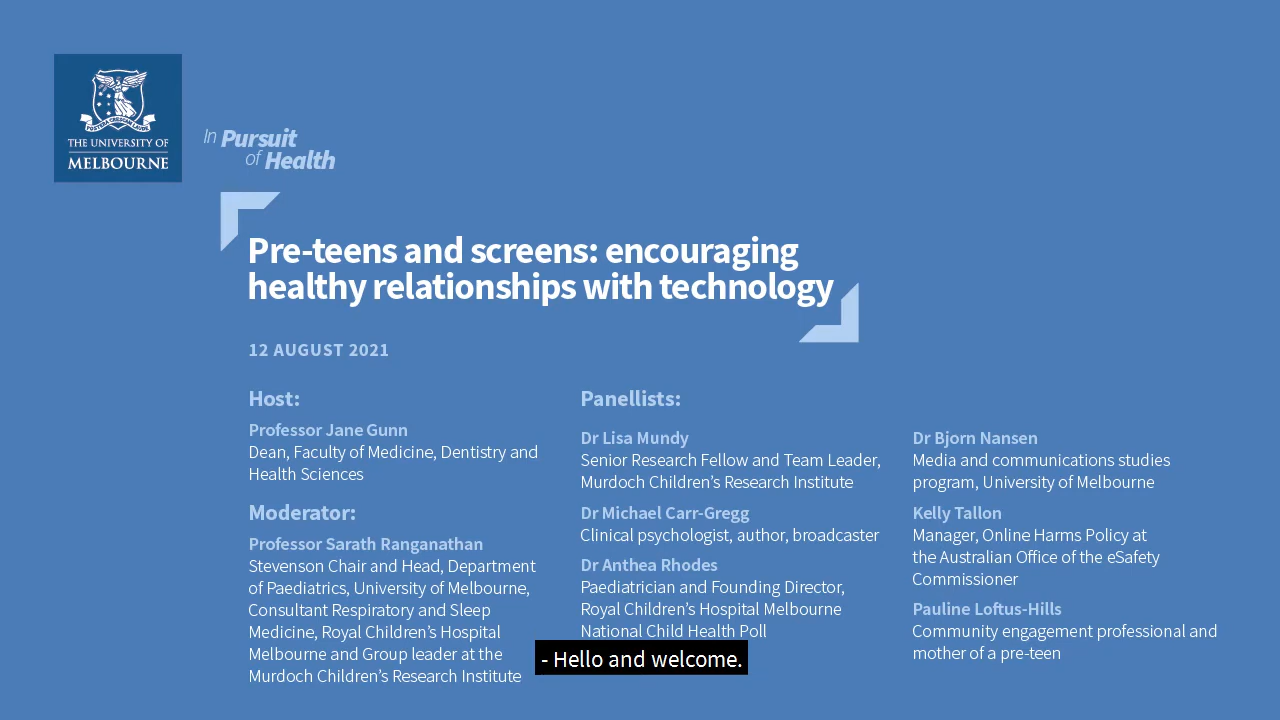 POSTERA CRESCAM LAUDE
THE UNIVERSITY OF
MELBOURNE
In Pursuit
of Health
Pre-teens and screens: encouraging
healthy relationships with technology
12 AUGUST 2021
Host:
Professor Jane Gunn
Dean, Faculty of Medicine, Dentistry and
Health Sciences
Moderator:
Professor Sarath Ranganathan
Stevenson Chair and Head, Department
of Paediatrics, University of Melbourne,
Consultant Respiratory and Sleep
Medicine, Royal Children’s Hospital
Melbourne and Group leader at the
Murdoch Children’s Research Institute
Panellists:
Dr Lisa Mundy
Senior Research Fellow and Team Leader,
Murdoch Children’s Research Institute
Dr Michael Carr-Gregg
Clinical psychologist, author, broadcaster
Dr Anthea Rhodes
Paediatrician and Founding Director,
Royal Children’s Hospital Melbourne
National Child Health Poll
Dr Bjorn Nansen
Media and communications studies
program, University of Melbourne
Kelly Tallon
Manager, Online Harms Policy at
the Australian Office of the eSafety
Commissioner
Pauline Loftus-Hills
Community engagement professional and
mother of a pre-teen
- Hello and welcome.